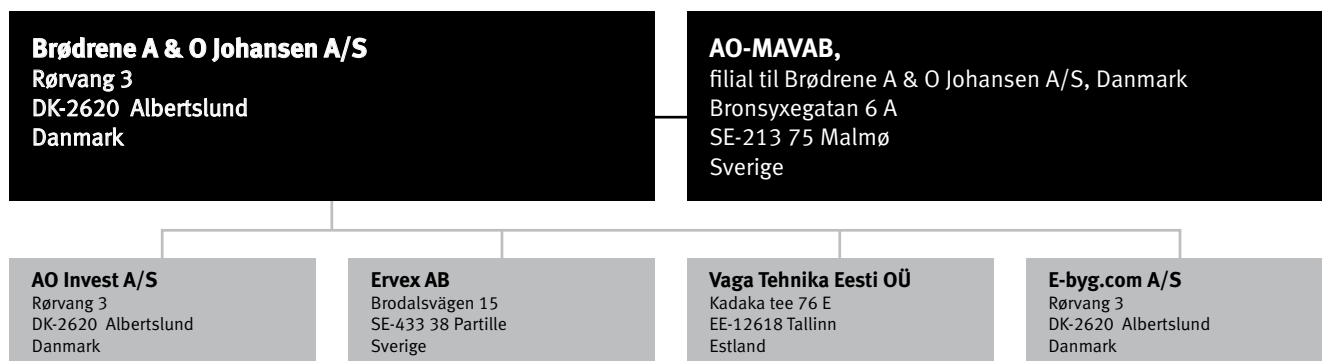 Brødrene A & O Johansen A/S
Rørvang 3
DK-2620 Albertslund
Danmark
AO-MAVAB,
filial til Brødrene A & O Johansen A/S, Danmark
Bronsyxegatan 6 A
SE-213 75 Malmø
Sverige
AO Invest A/S
Rørvang 3
DK-2620 Albertslund
Danmark
Ervex AB
Brodalsvägen 15
SE-433 38 Partille
Sverige
Vaga Tehnika Eesti OÜ
Kadaka tee 76 E
EE-12618 Tallinn
Estland
E-byg.com A/S
Rørvang 3
DK-2620 Albertslund
Danmark